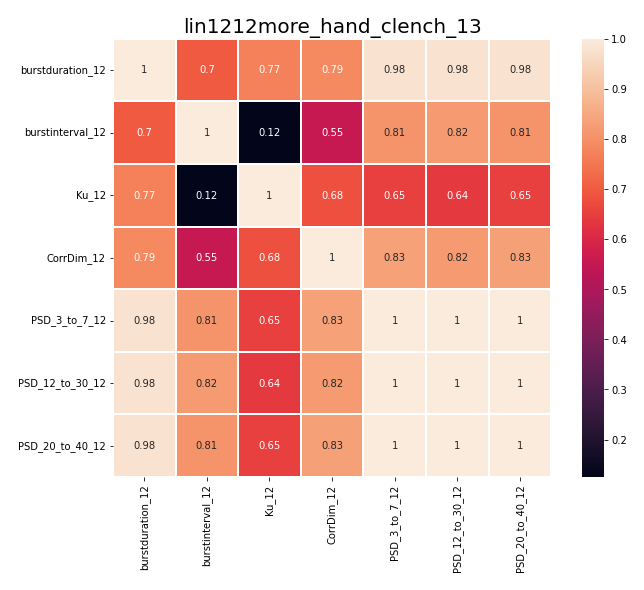 lin1212more_hand_clench_13
burstduration_12 1 0.7 0.77 0.79 0.98 0.98 0.98
burstinterval_12 0.7 1 0.12 0.55 0.81 0.82 0.81
Ku_12 0.77 0.12 1 0.68 0.65 0.64 0.65
CorrDim_12 0.79 0.55 0.68 1 0.83 0.82 0.83
PSD_3_to_7_12 0.98 0.81 0.65 0.83 1 1 1
PSD_12_to_30_12 0.98 0.82 0.64 0.82 1 1 1
PSD_20_to_40_12 0.98 0.81 0.65 0.83 1 1 1
burstduration_12
burstinterval_12
Ku_12
CorrDim_12
PSD_3_to_7_12
PSD_12_to_30_12
PSD_20_to_40_12
1.0
0.9
0.8
0.7
0.6
0.5
0.4
0.3
0.2